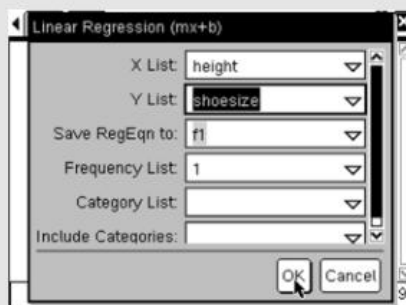 Linear Regression (mx+b)
X List: height
Y List: shoesize
Save RegEqn to: f1
Frequency List: 1
Category List:
Include Categories:
OK Cancel